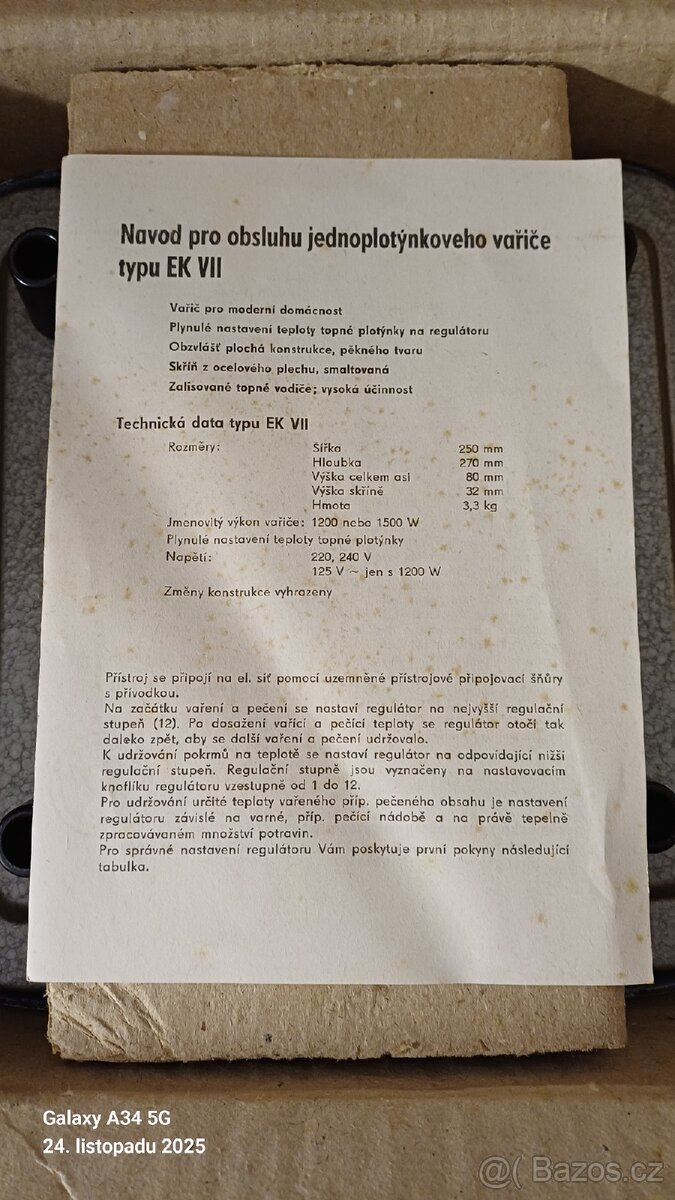 Navod pro obsluhu jednoplotýnkoveho vařiče
typu EK VII
Vařič pro moderní domácnost
Plynulé nastavení teploty topné plotýnky na regulátoru
Obzvlášť plochá konstrukce, pěkného tvaru
Skříň z ocelového plechu, smaltovaná
Zalisované topné vodiče; vysoká účinnost
Technická data typu EK VII
Rozměry: Šířka 250 mm
Hloubka 270 mm
Výška celkem asi 80 mm
Výška skříně 32 mm
Hmota 3,3 kg
Jmenovitý výkon vařiče: 1200 nebo 1500 W
Plynulé nastavení teploty topné plotýnky
Napětí: 220, 240 V
125 V ~ jen s 1200 W
Změny konstrukce vyhrazeny
Přístroj se připojí na el. síť pomocí uzemněné přístrojové připojovací šňůry
s přívodkou.
Na začátku vaření a pečení se nastaví regulátor na nejvyšší regulační
stupeň (12). Po dosažení vařící a pečící teploty se regulátor otočí tak
daleko zpět, aby se další vaření a pečení udržovalo.
K udržování pokrmů na teplotě se nastaví regulátor na odpovídající nižší
regulační stupeň. Regulační stupně jsou vyznačeny na nastavovacím
knoflíku regulátoru vzestupně od 1 do 12.
Pro udržování určité teploty vařeného příp. pečeného obsahu je nastavení
regulátoru závislé na varné, příp. pečící nádobě a na právě tepelně
zpracovávaném množství potravin.
Pro správné nastavení regulátoru Vám poskytuje první pokyny následující
tabulka.
Galaxy A34 5G
24. listopadu 2025
@( Bazos.cz